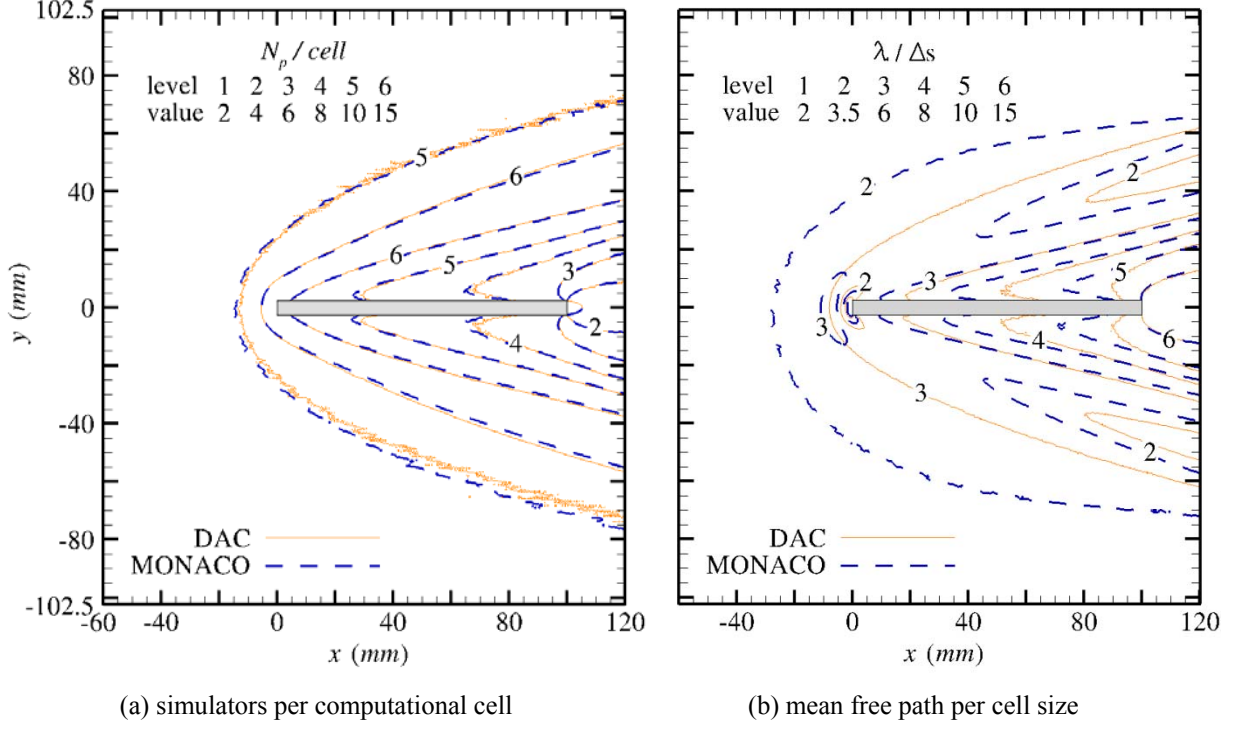 102.5
80
40
0
-40
-80
-102.5
y (mm)
N_p / cell
level 1 2 3 4 5 6
value 2 4 6 8 10 15
5
6
6
5
3
2
4
DAC
MONACO
-60 -40 0 40 80 120
x (mm)
λ / Δs
level 1 2 3 4 5 6
value 2 3.5 6 8 10 15
2
2
2
3
5
3
4
6
3
2
DAC
MONACO
-40 0 40 80 120
x (mm)
(a) simulators per computational cell
(b) mean free path per cell size